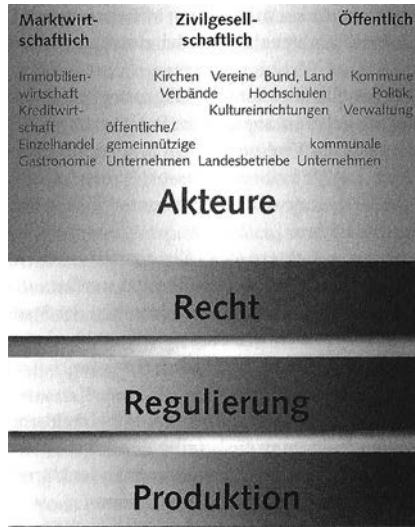 Marktwirt- Zivilgesell- Öffentlich
schaftlich schaftlich
Immobilien- Kirchen Vereine Bund, Land Kommune
wirtschaft Verbände Hochschulen Politik,
Kreditwirt- Kultureinrichtungen Verwaltung
schaft öffentliche/
Einzelhandel gemeinnützige kommunale
Gastronomie Unternehmen Landesbetriebe Unternehmen
Akteure
Recht
Regulierung
Produktion